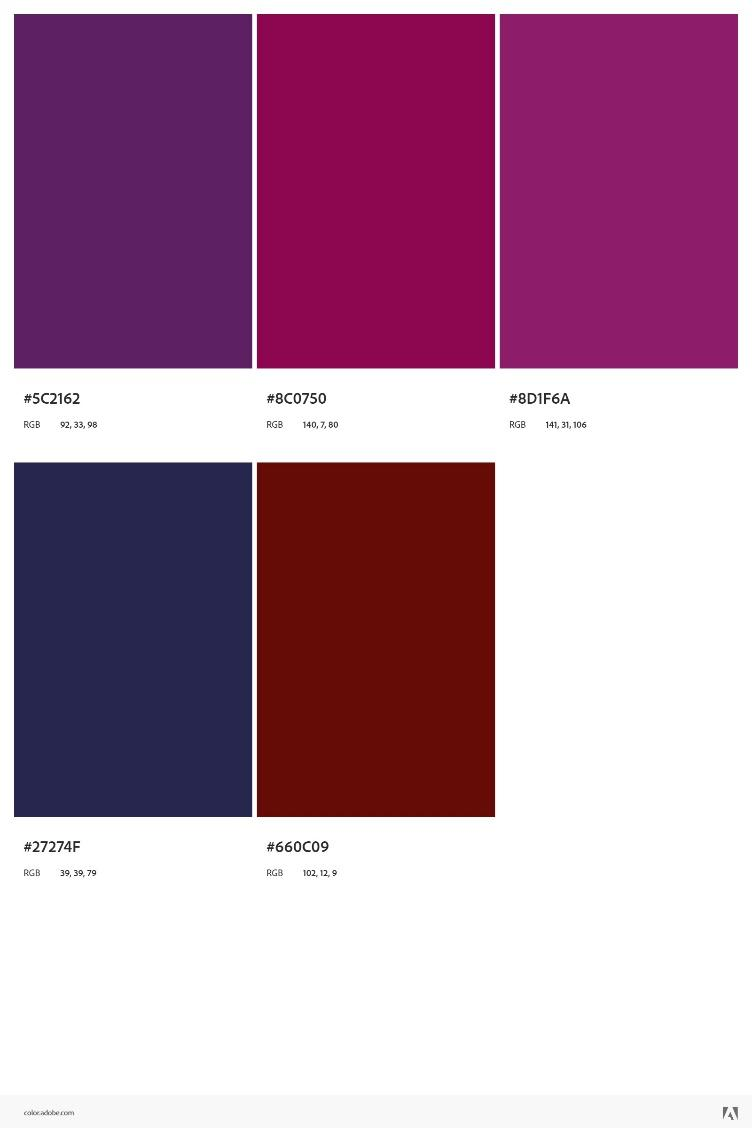 #5C2162
RGB 92, 33, 98
#8C0750
RGB 140, 7, 80
#8D1F6A
RGB 141, 31, 106
#27274F
RGB 39, 39, 79
#660C09
RGB 102, 12, 9
color.adobe.com